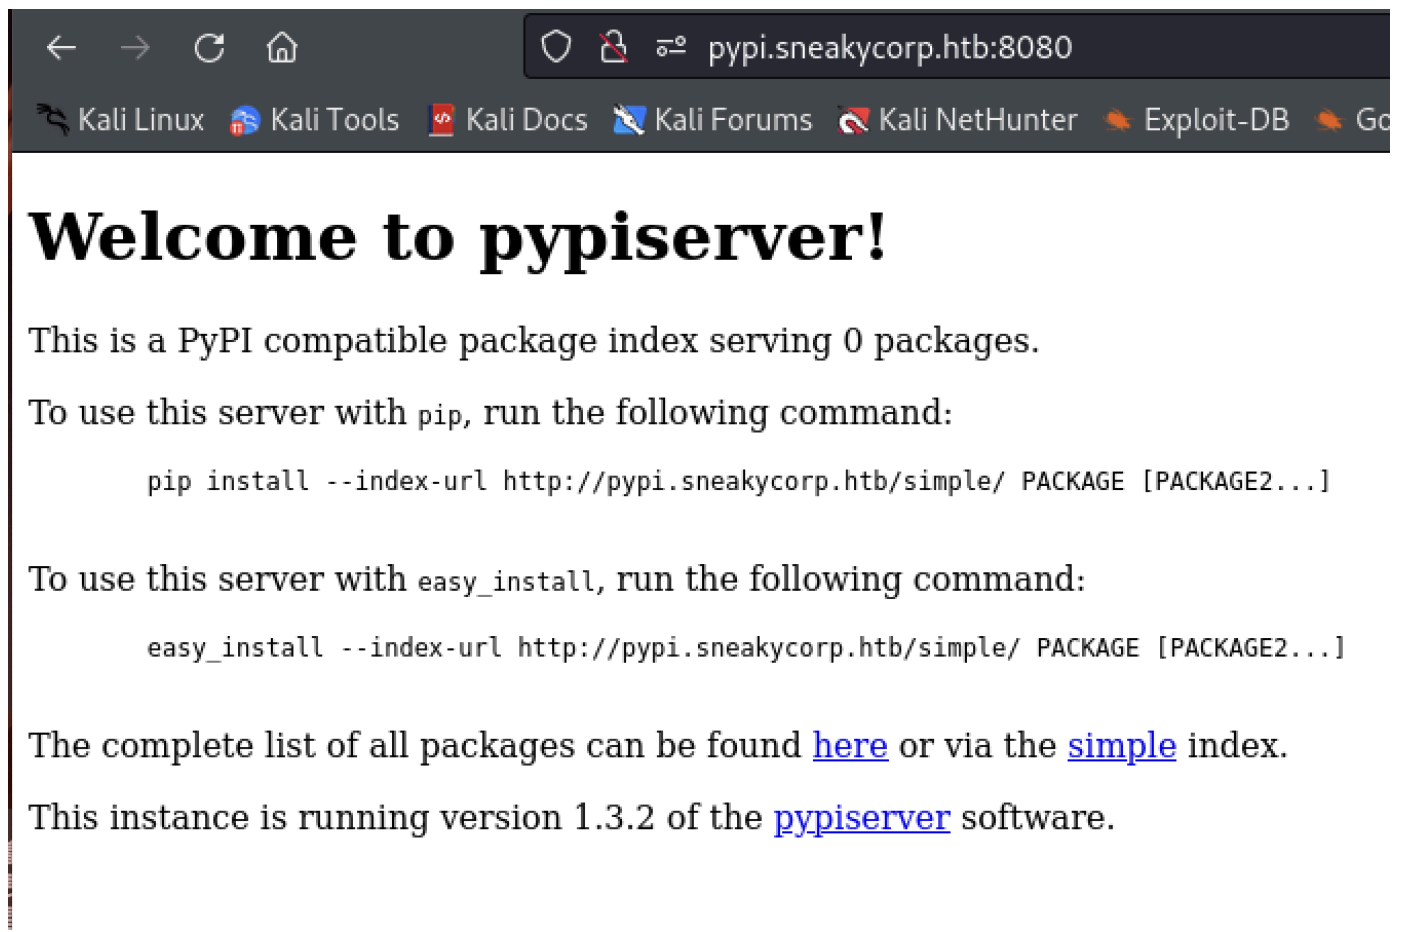 pypi.sneakycorp.htb:8080
Kali Linux Kali Tools Kali Docs Kali Forums Kali NetHunter Exploit-DB Go
Welcome to pypiserver!
This is a PyPI compatible package index serving 0 packages.
To use this server with pip, run the following command:
pip install --index-url http://pypi.sneakycorp.htb/simple/ PACKAGE [PACKAGE2...]
To use this server with easy_install, run the following command:
easy_install --index-url http://pypi.sneakycorp.htb/simple/ PACKAGE [PACKAGE2...]
The complete list of all packages can be found here or via the simple index.
This instance is running version 1.3.2 of the pypiserver software.